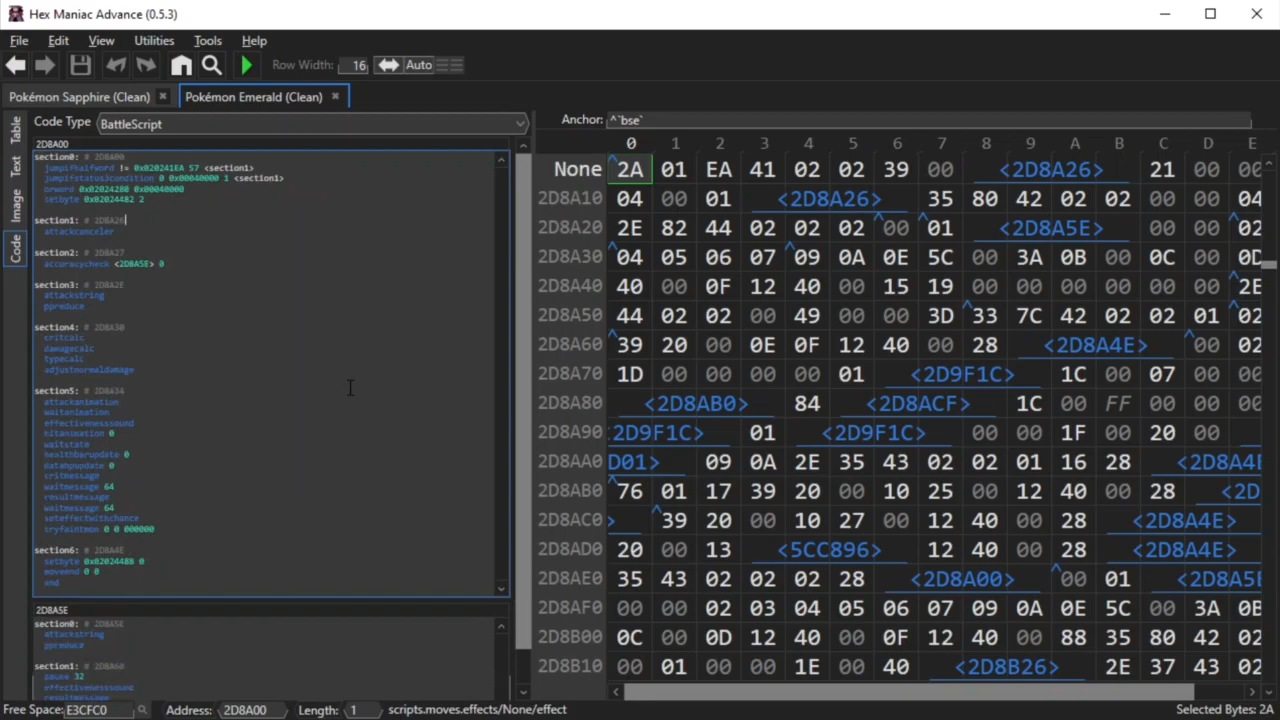 Hex Maniac Advance (0.5.3)
File Edit View Utilities Tools Help
Row Width: 16 Auto
Pokémon Sapphire (Clean) Pokémon Emerald (Clean)
Table
Text
Image
Code
Code Type BattleScript
2D8A00
section0: # 2D8A00
jumpifhalfword != 0x020241EA 57 <section1>
jumpifstatus3condition 0 0x00040000 1 <section1>
orword 0x02024280 0x00040000
setbyte 0x02024482 2
section1: # 2D8A26
attackcanceler
section2: # 2D8A27
accuracycheck <2D8A5E> 0
section3: # 2D8A2E
attackstring
ppreduce
section4: # 2D8A30
critcalc
damagecalc
typecalc
adjustnormaldamage
section5: # 2D8A34
attackanimation
waitanimation
effectivenesssound
hitanimation 0
waitstate
healthbarupdate 0
datahpupdate 0
critmessage
waitmessage 64
resultmessage
waitmessage 64
seteffectwithchance
tryfaintmon 0 0 000000
section6: # 2D8A4E
setbyte 0
moveend 0 0
end
2D8A5E
section0: # 2D8A5E
attackstring
ppreduce
section1: # 2D8A60
pause 32
effectivenesssound
resultmessage
Anchor: ^`bse`
0 1 2 3 4 5 6 7 8 9 A B C D E
None 2A 01 EA 41 02 02 39 00 <2D8A26> 21 00 00
2D8A10 04 00 01 <2D8A26> 35 80 42 02 02 00 00 04
2D8A20 2E 82 44 02 02 02 00 01 <2D8A5E> 00 00 02
2D8A30 04 05 06 07 09 0A 0E 5C 00 3A 0B 00 0C 00 0D
2D8A40 40 00 0F 12 40 00 15 19 00 00 00 00 00 00 2E
2D8A50 44 02 02 00 49 00 00 3D 33 7C 42 02 02 01 02
2D8A60 39 20 00 0E 0F 12 40 00 28 <2D8A4E> 00 02
2D8A70 1D 00 00 00 00 01 <2D9F1C> 1C 00 07 00 00
2D8A80 <2D8AB0> 84 <2D8ACF> 1C 00 FF 00 00 00
2D8A90 2D9F1C> 01 <2D9F1C> 00 00 1F 00 20 00
2D8AA0 D01> 09 0A 2E 35 43 02 02 01 16 28 <2D8A4E
2D8AB0 76 01 17 39 20 00 10 25 00 12 40 00 28 <2D
2D8AC0 > 39 20 00 10 27 00 12 40 00 28 <2D8A4E>
2D8AD0 20 00 13 <5CC896> 12 40 00 28 <2D8A4E>
2D8AE0 35 43 02 02 02 28 <2D8A00> 00 01 <2D8A5E
2D8AF0 00 00 02 03 04 05 06 07 09 0A 0E 5C 00 3A 0B
2D8B00 0C 00 0D 12 40 00 0F 12 40 00 88 35 80 42 02
2D8B10 00 01 00 00 1E 00 40 <2D8B26> 2E 37 43 02
Free Space: E3CFC0 Address: 2D8A00 Length: 1 scripts.moves.effects/None/effect Selected Bytes: 2A